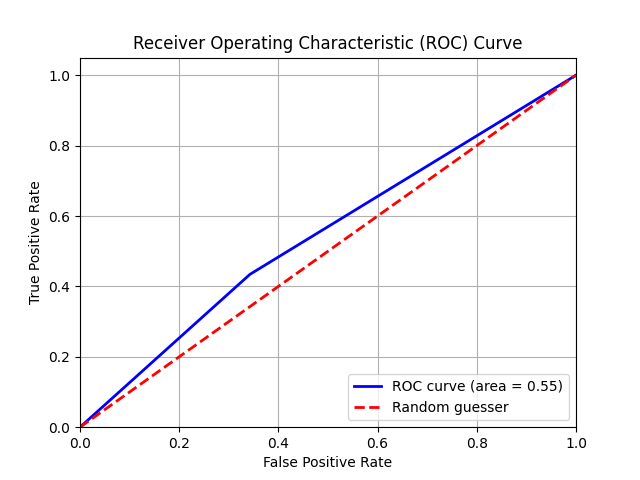 Receiver Operating Characteristic (ROC) Curve
True Positive Rate
1.0
0.8
0.6
0.4
0.2
0.0
0.0 0.2 0.4 0.6 0.8 1.0
False Positive Rate
ROC curve (area = 0.55)
Random guesser